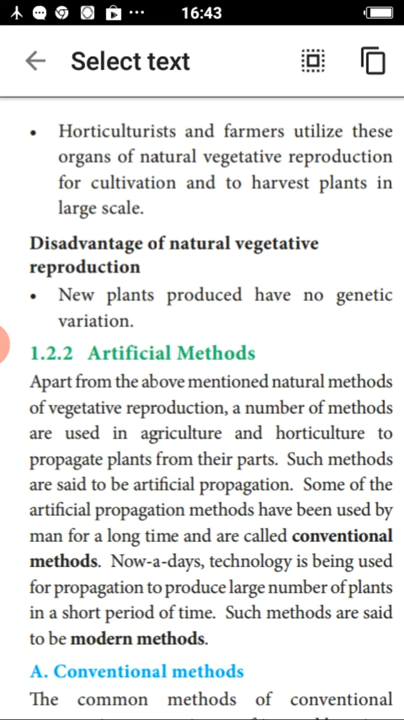 16:43
Select text
• Horticulturists and farmers utilize these
organs of natural vegetative reproduction
for cultivation and to harvest plants in
large scale.
Disadvantage of natural vegetative
reproduction
• New plants produced have no genetic
variation.
1.2.2 Artificial Methods
Apart from the above mentioned natural methods
of vegetative reproduction, a number of methods
are used in agriculture and horticulture to
propagate plants from their parts. Such methods
are said to be artificial propagation. Some of the
artificial propagation methods have been used by
man for a long time and are called conventional
methods. Now-a-days, technology is being used
for propagation to produce large number of plants
in a short period of time. Such methods are said
to be modern methods.
A. Conventional methods
The common methods of conventional